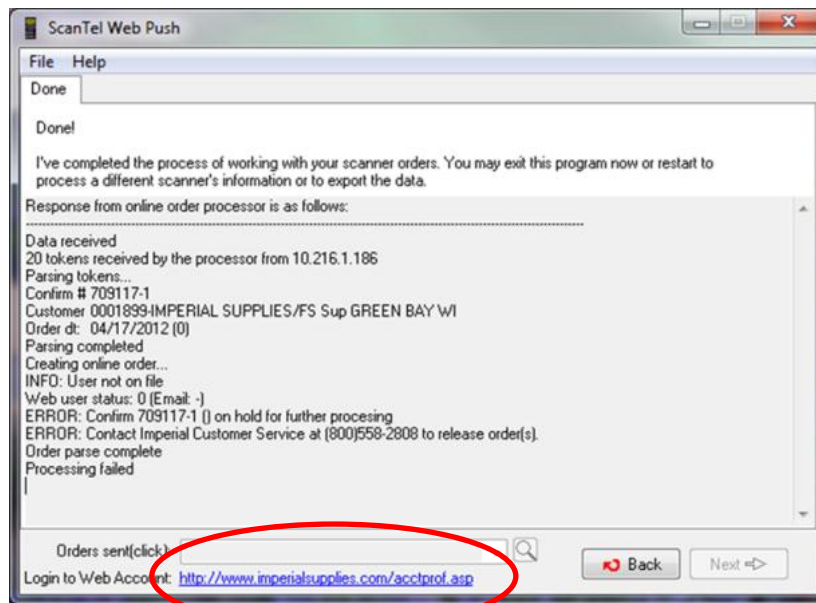 ScanTel Web Push
File Help
Done
Done!
I've completed the process of working with your scanner orders. You may exit this program now or restart to
process a different scanner's information or to export the data.
Response from online order processor is as follows:
Data received
20 tokens received by the processor from 10.216.1.186
Parsing tokens...
Confirm # 709117-1
Customer 0001899-IMPERIAL SUPPLIES/FS Sup GREEN BAY WI
Order dt: 04/17/2012 (0)
Parsing completed
Creating online order...
INFO: User not on file
Web user status: 0 (Email: -)
ERROR: Confirm 709117-1 () on hold for further procesing
ERROR: Contact Imperial Customer Service at (800)558-2808 to release order(s).
Order parse complete
Processing failed
Orders sent(click):
Back Next
Login to Web Account: http://www.imperialsupplies.com/acctprof.asp